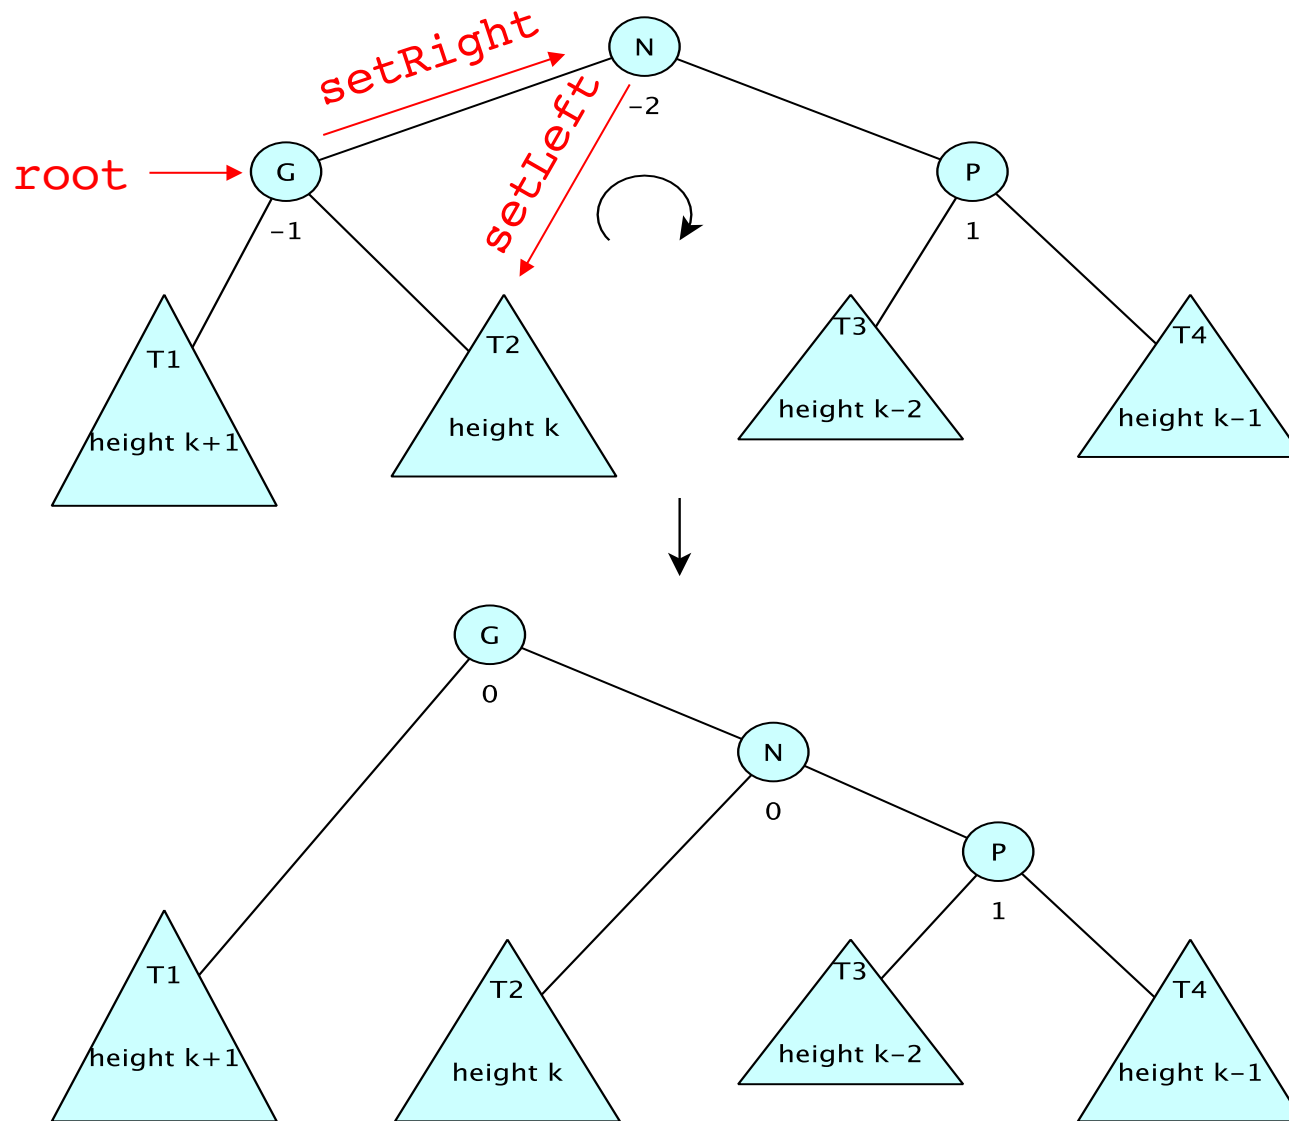 setRight
N
-2
setLeft
root
G
-1
P
1
T1
height k+1
T2
height k
T3
height k-2
T4
height k-1
G
0
N
0
P
1
T1
height k+1
T2
height k
T3
height k-2
T4
height k-1